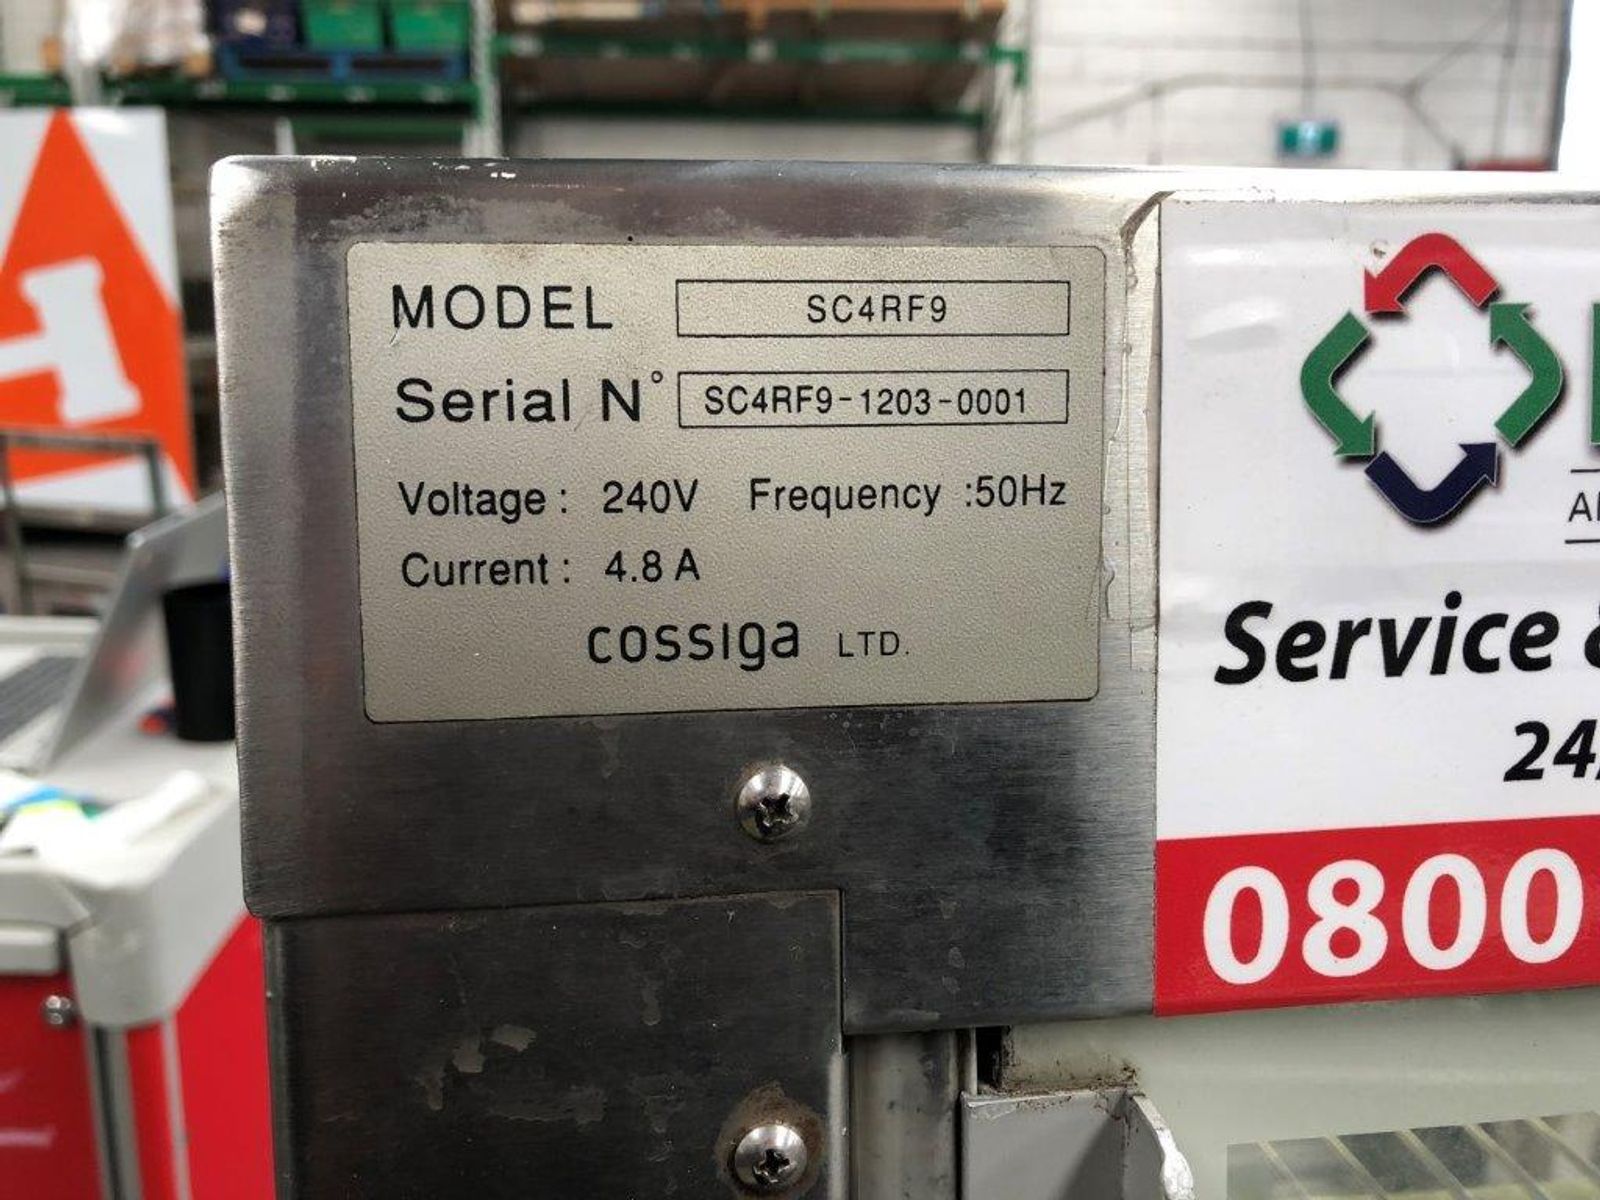 MODEL SC4RF9
Serial N° SC4RF9-1203-0001
Voltage: 240V Frequency :50Hz
Current: 4.8 A
cossiga LTD.
Service
0800